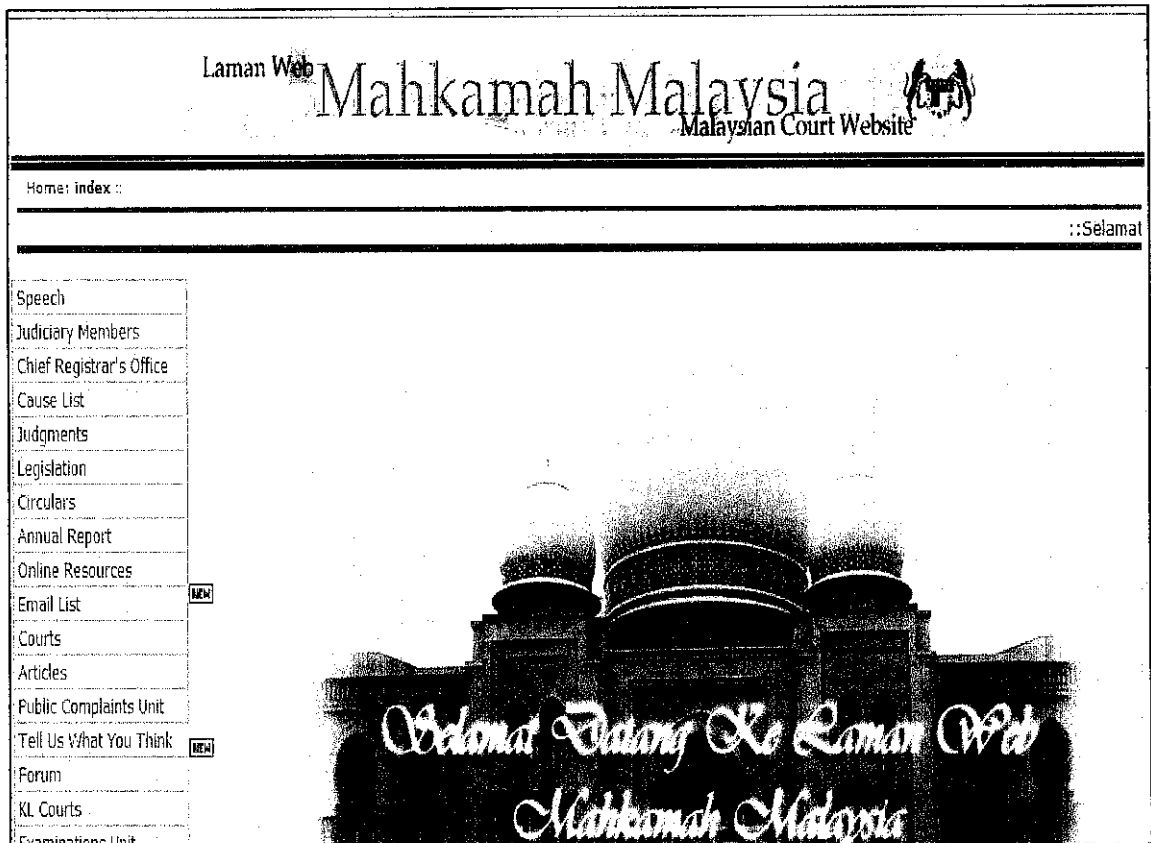 Laman Web
Mahkamah Malaysia
Malaysian Court Website
Home: index ::
::Selamat
Speech
Judiciary Members
Chief Registrar's Office
Cause List
Judgments
Legislation
Circulars
Annual Report
Online Resources
Email List NEW
Courts
Articles
Public Complaints Unit
Tell Us What You Think NEW
Forum
KL Courts
Examinations Unit
Selamat Datang Ke Laman Web
Mahkamah Malaysia